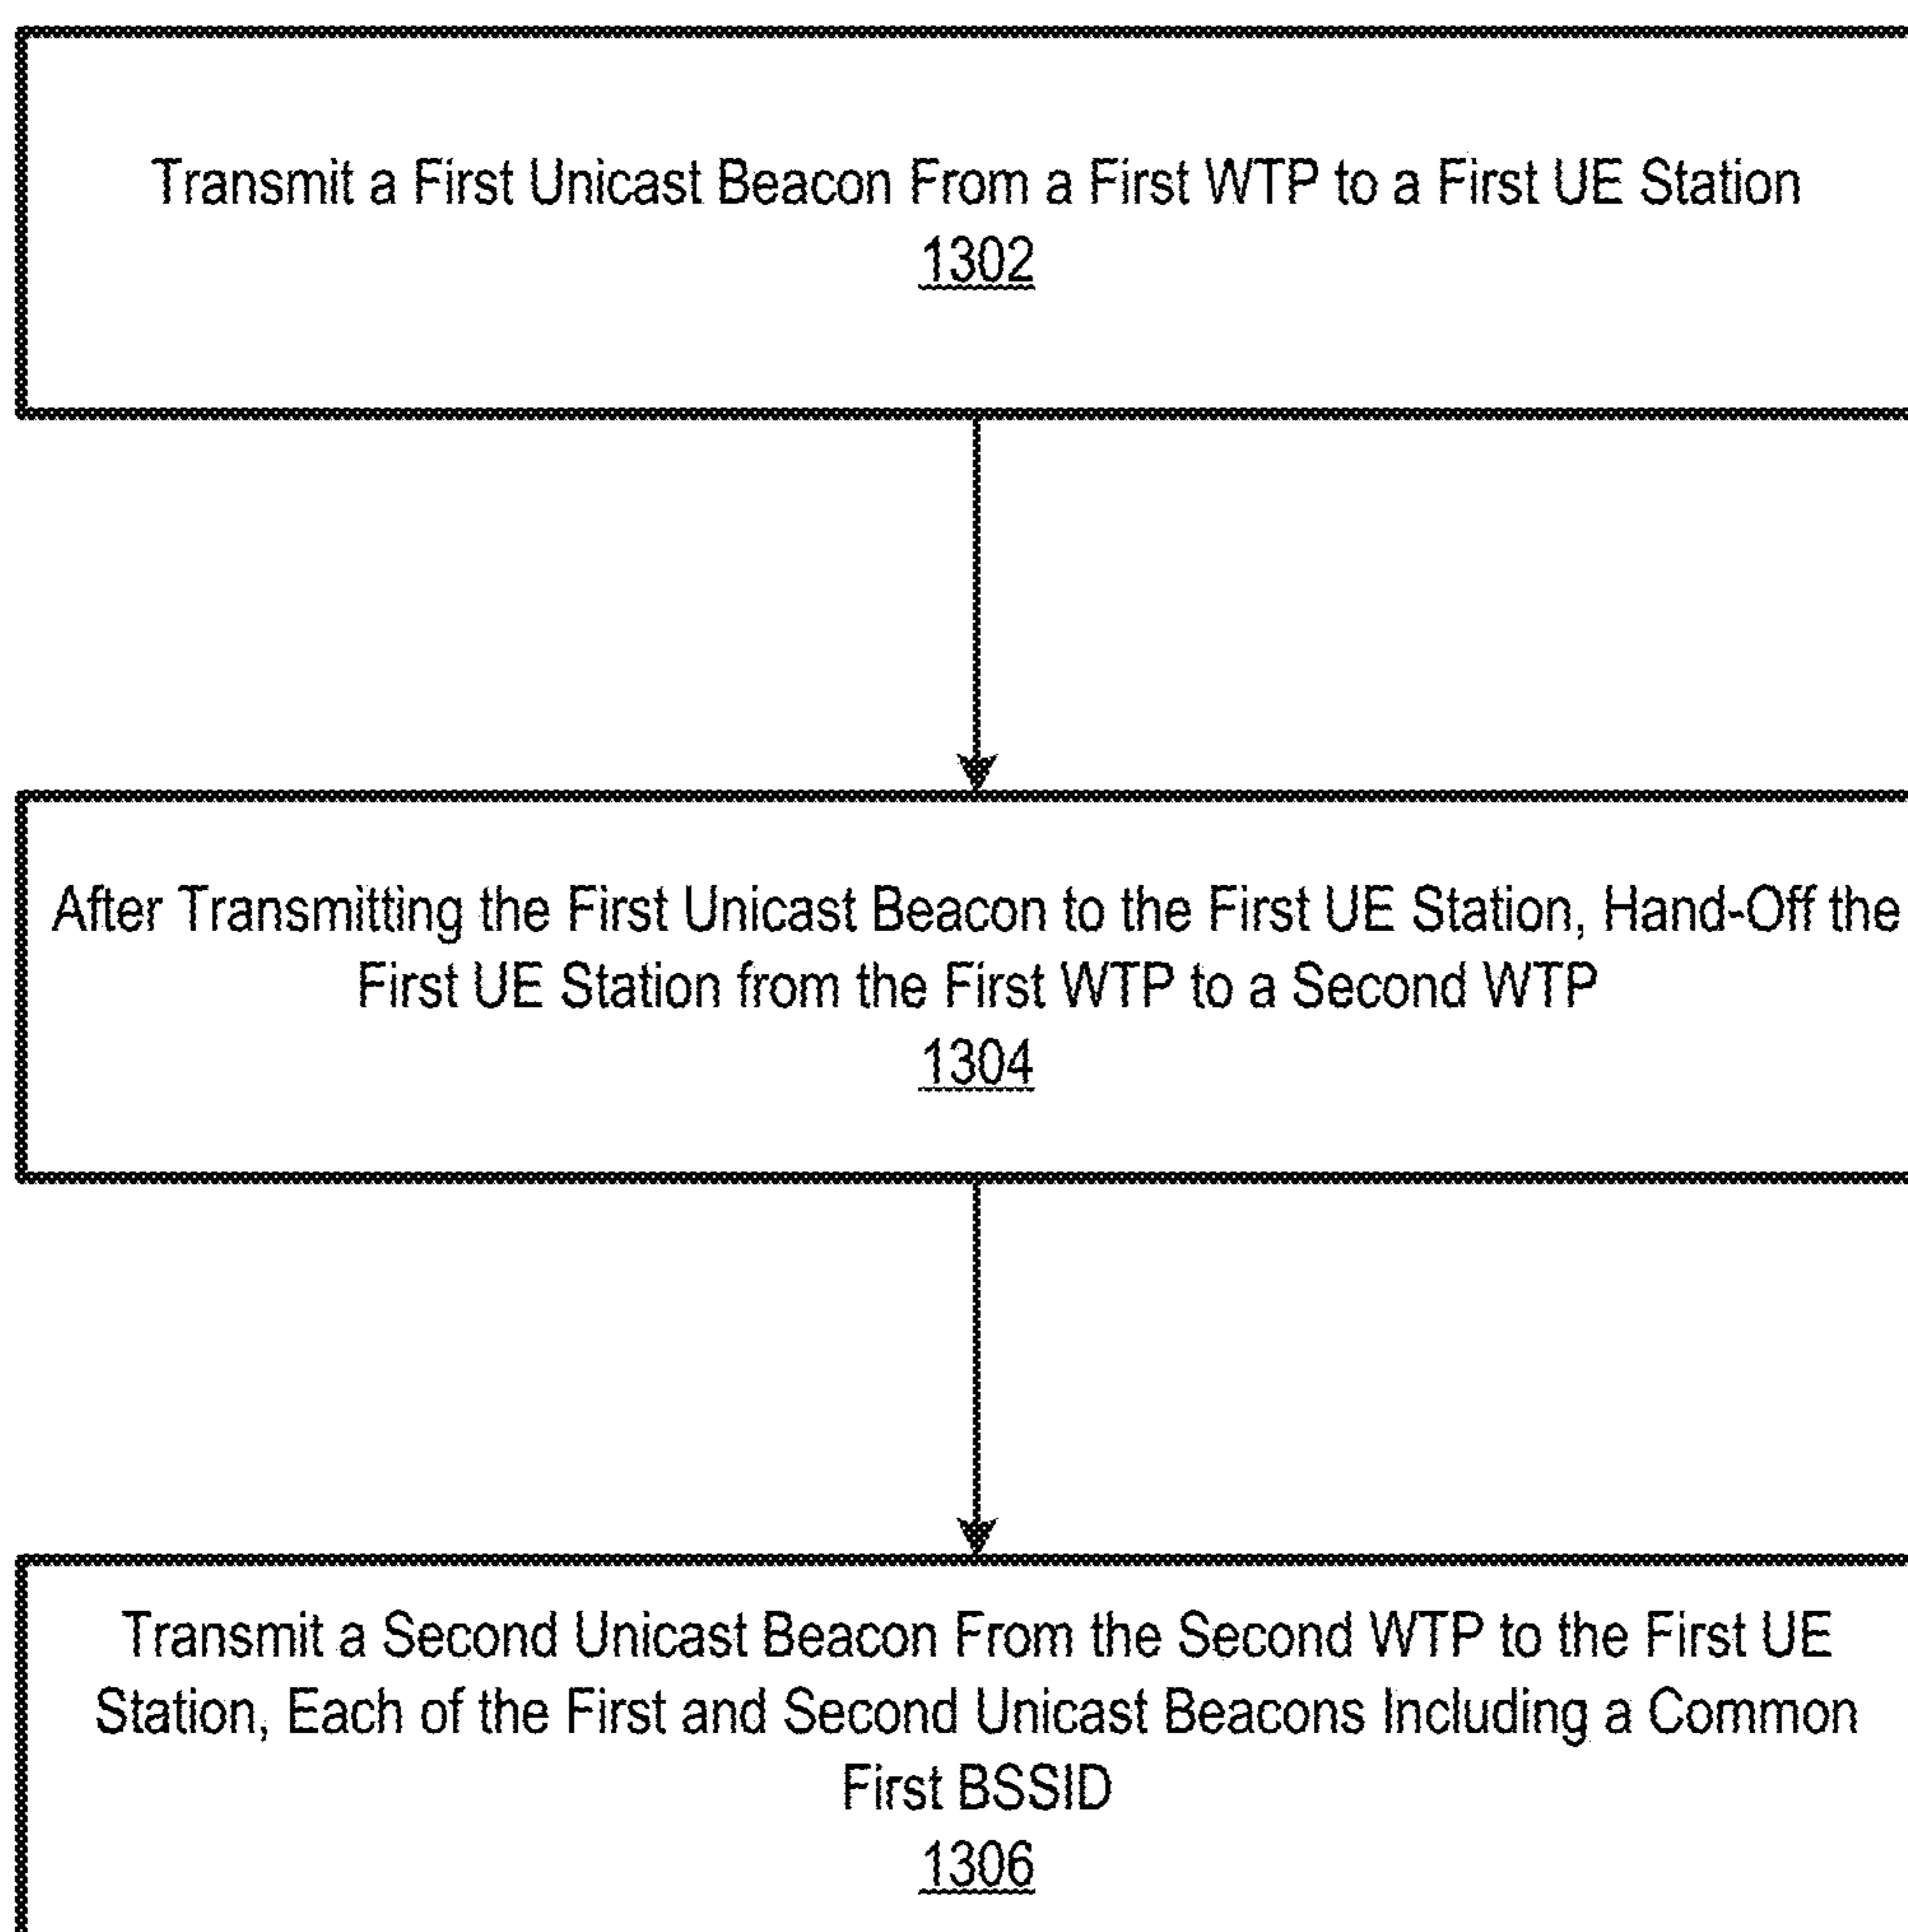 Transmit a First Unicast Beacon From a First WTP to a First UE Station
1302
After Transmitting the First Unicast Beacon to the First UE Station, Hand-Off the
First UE Station from the First WTP to a Second WTP
1304
Transmit a Second Unicast Beacon From the Second WTP to the First UE
Station, Each of the First and Second Unicast Beacons Including a Common
First BSSID
1306